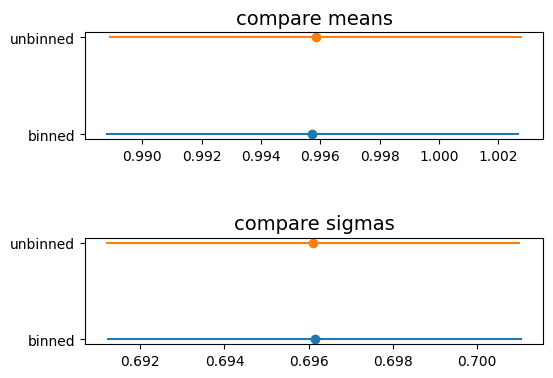 compare means
unbinned
binned
0.990 0.992 0.994 0.996 0.998 1.000 1.002
compare sigmas
unbinned
binned
0.692 0.694 0.696 0.698 0.700